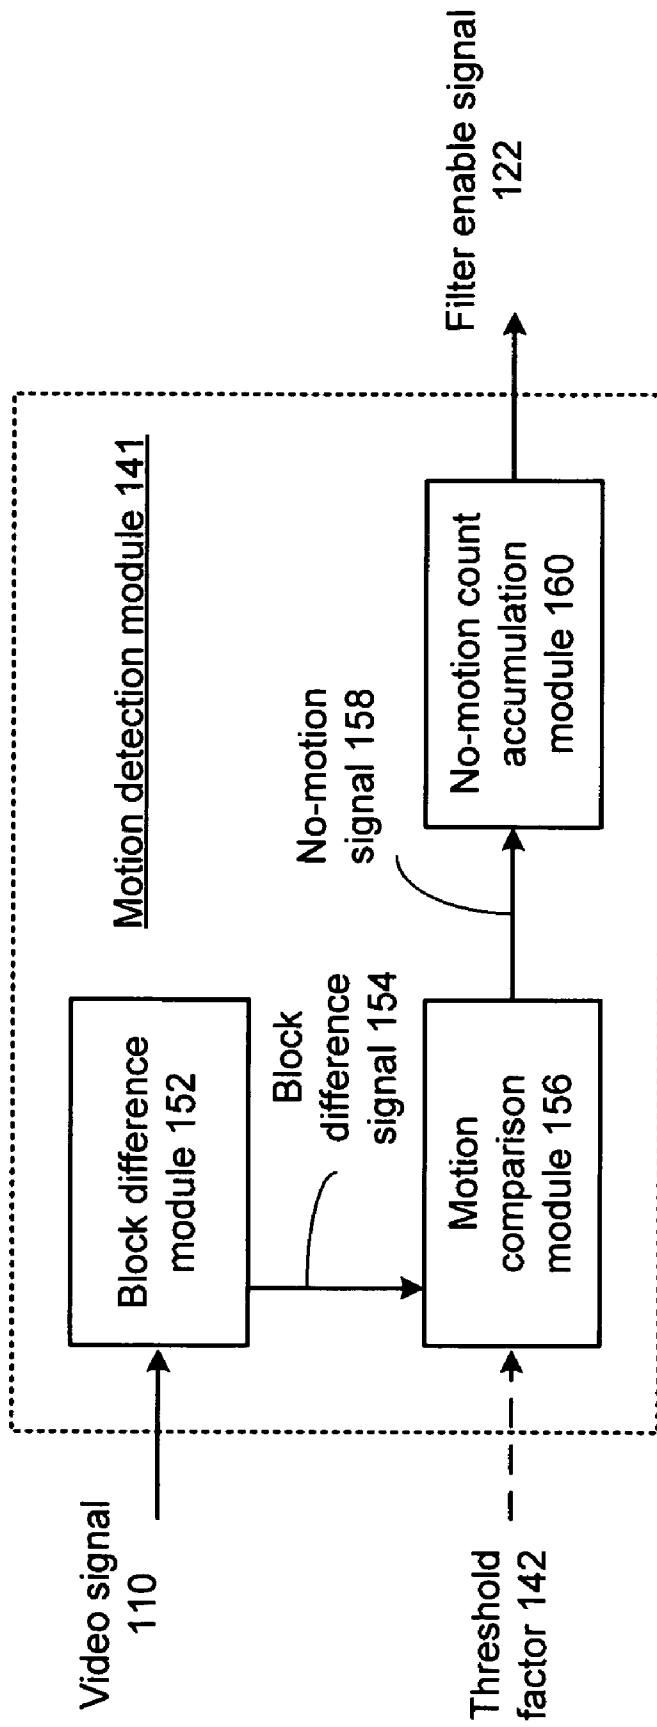 Motion detection module 141
Video signal
110
Block difference
module 152
Block
difference
signal 154
Threshold
factor 142
Motion
comparison
module 156
No-motion
signal 158
No-motion count
accumulation
module 160
Filter enable signal
122